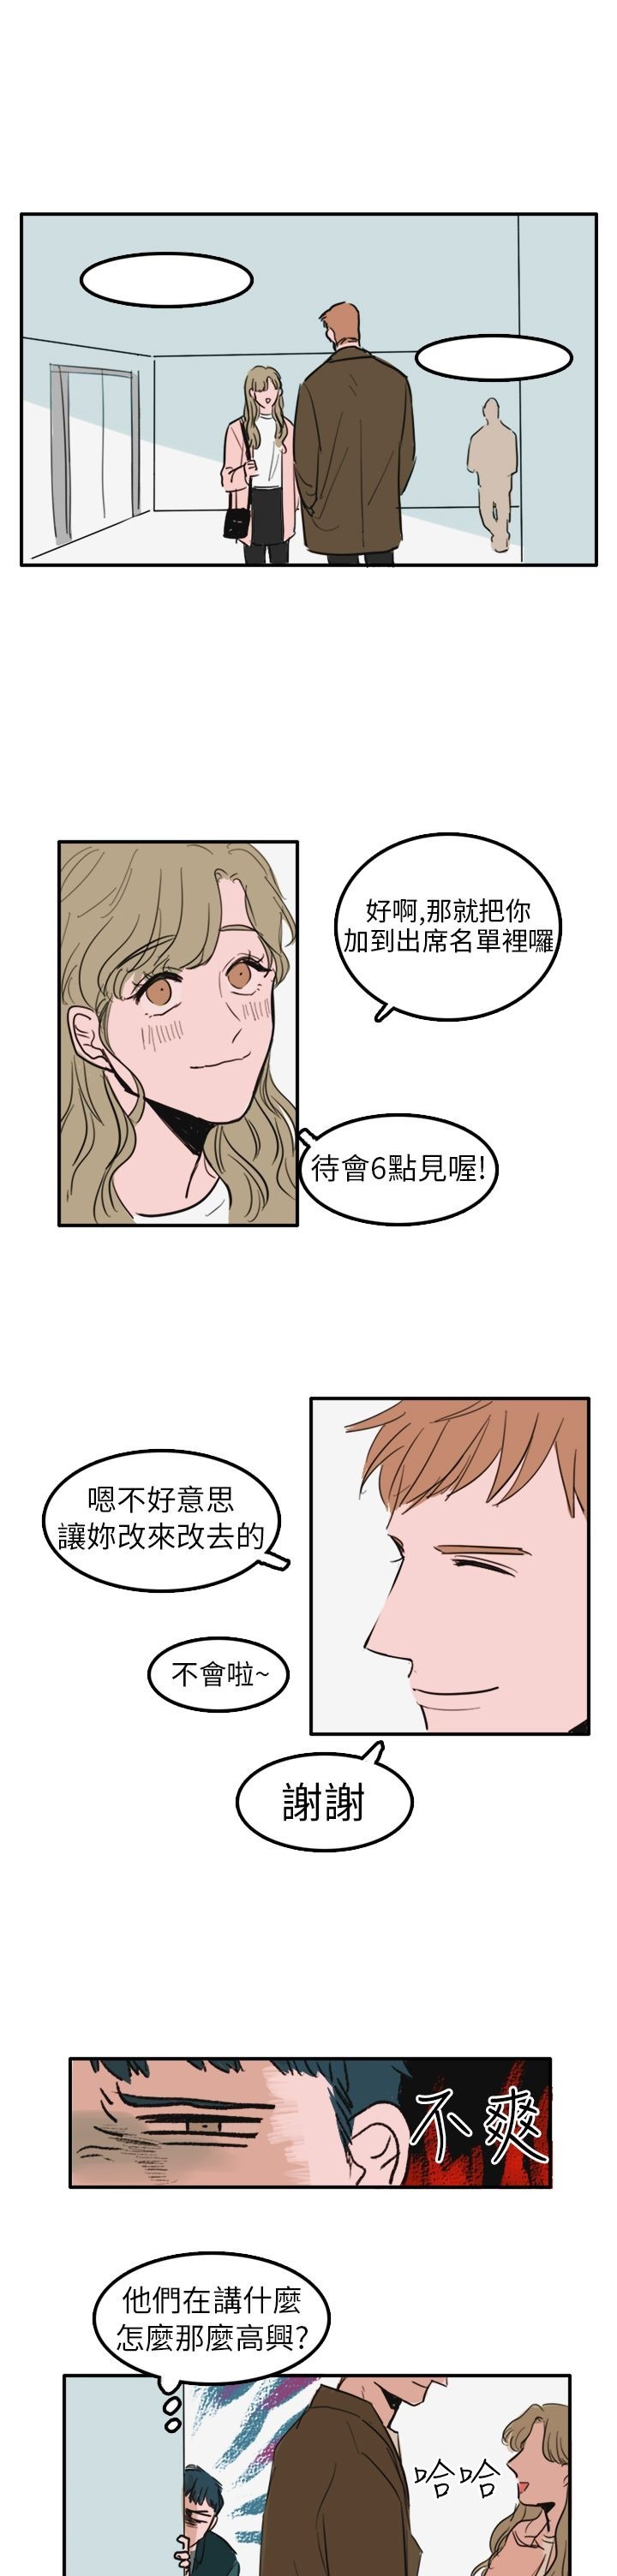 好啊,那就把你
加到出席名單裡囉
待會6點見喔!
嗯不好意思
讓妳改來改去的
不會啦~
謝謝
不爽
他們在講什麼
怎麼那麼高興?
哈哈